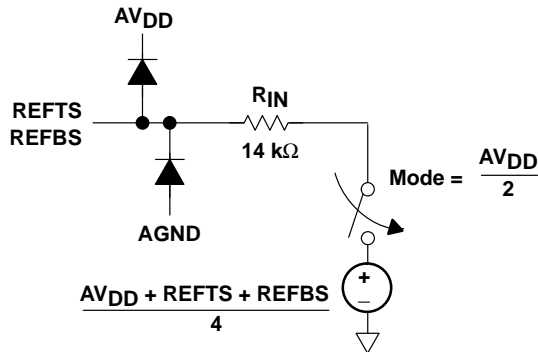 AVDD
REFTS
REFBS
RIN
14 kΩ
AGND
Mode = AVDD
2
+
–
AVDD + REFTS + REFBS
4